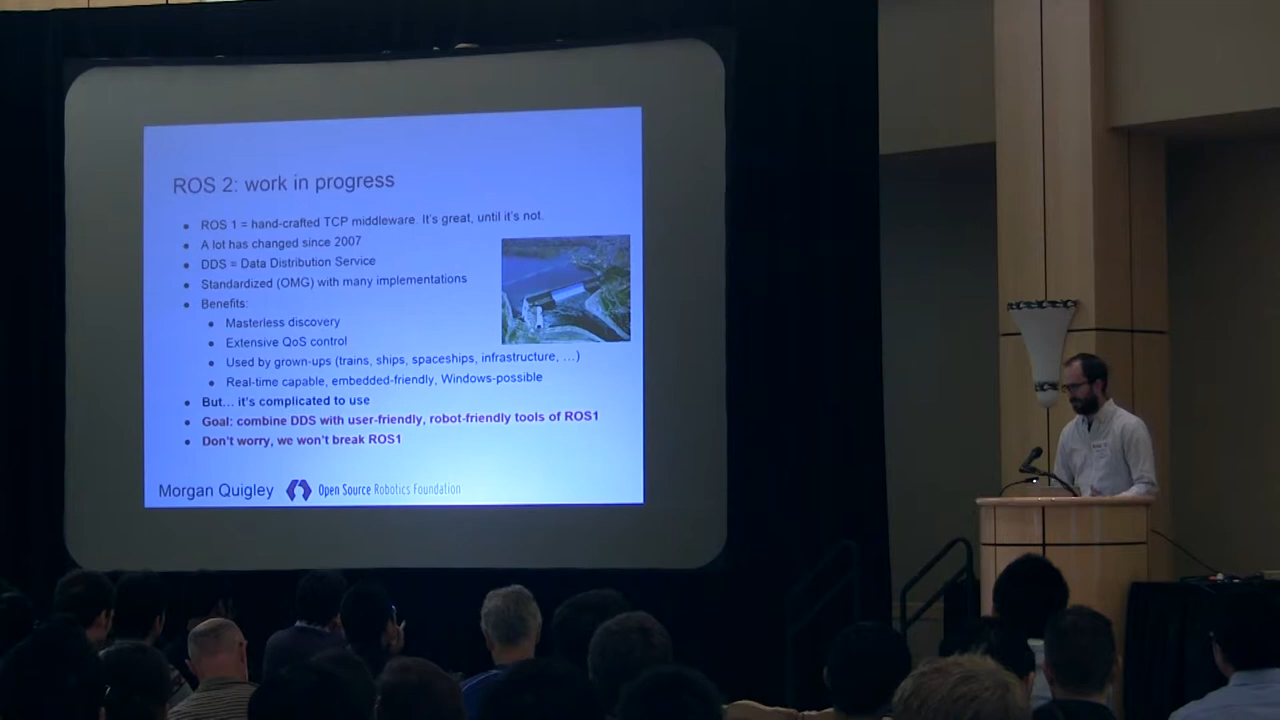 ROS 2: work in progress
ROS 1 = hand-crafted TCP middleware. It's great, until it's not.
A lot has changed since 2007
DDS = Data Distribution Service
Standardized (OMG) with many implementations
Benefits:
Masterless discovery
Extensive QoS control
Used by grown-ups (trains, ships, spaceships, infrastructure, …)
Real-time capable, embedded-friendly, Windows-possible
But… it's complicated to use
Goal: combine DDS with user-friendly, robot-friendly tools of ROS1
Don't worry, we won't break ROS1
Morgan Quigley Open Source Robotics Foundation